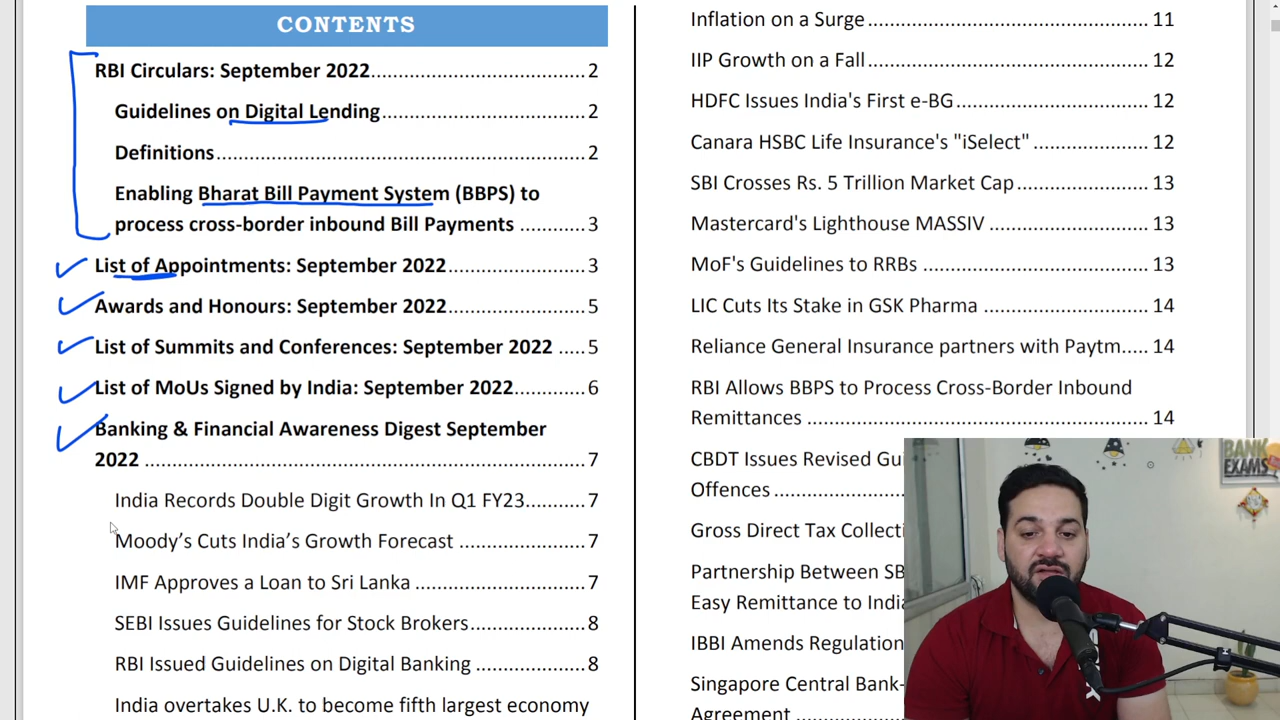 CONTENTS
RBI Circulars: September 2022 ........ 2
Guidelines on Digital Lending ........ 2
Definitions ........ 2
Enabling Bharat Bill Payment System (BBPS) to
process cross-border inbound Bill Payments ........ 3
List of Appointments: September 2022 ........ 3
Awards and Honours: September 2022 ........ 5
List of Summits and Conferences: September 2022 ..... 5
List of MoUs Signed by India: September 2022 ........ 6
Banking & Financial Awareness Digest September
2022 ........ 7
India Records Double Digit Growth In Q1 FY23 ........ 7
Moody’s Cuts India’s Growth Forecast ........ 7
IMF Approves a Loan to Sri Lanka ........ 7
SEBI Issues Guidelines for Stock Brokers ........ 8
RBI Issued Guidelines on Digital Banking ........ 8
India overtakes U.K. to become fifth largest economy
Inflation on a Surge ........ 11
IIP Growth on a Fall ........ 12
HDFC Issues India's First e-BG ........ 12
Canara HSBC Life Insurance's "iSelect" ........ 12
SBI Crosses Rs. 5 Trillion Market Cap ........ 13
Mastercard's Lighthouse MASSIV ........ 13
MoF's Guidelines to RRBs ........ 13
LIC Cuts Its Stake in GSK Pharma ........ 14
Reliance General Insurance partners with Paytm..... 14
RBI Allows BBPS to Process Cross-Border Inbound
Remittances ........ 14
CBDT Issues Revised Gui
Offences ........
Gross Direct Tax Collecti
Partnership Between SB
Easy Remittance to India
IBBI Amends Regulation
Singapore Central Bank-
Agreement ........
BANK
EXAMS